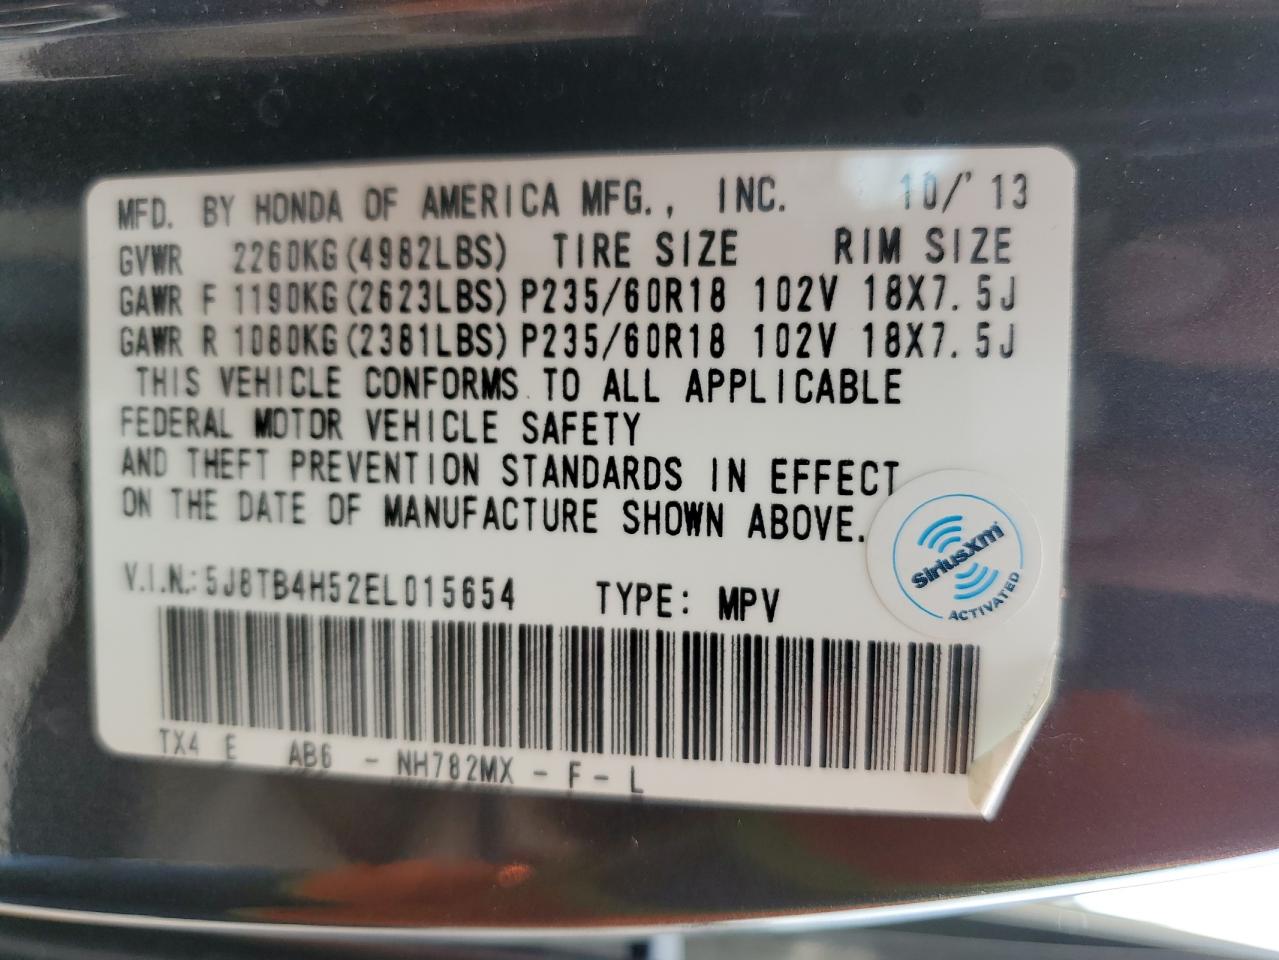 MFD. BY HONDA OF AMERICA MFG., INC. 10/'13
GVWR 2260KG(4982LBS) TIRE SIZE RIM SIZE
GAWR F 1190KG(2623LBS) P235/60R18 102V 18X7.5J
GAWR R 1080KG(2381LBS) P235/60R18 102V 18X7.5J
THIS VEHICLE CONFORMS TO ALL APPLICABLE
FEDERAL MOTOR VEHICLE SAFETY
AND THEFT PREVENTION STANDARDS IN EFFECT
ON THE DATE OF MANUFACTURE SHOWN ABOVE.
SiriusXm
ACTIVATED
V.I.N.: 5J8TB4H52EL015654 TYPE: MPV
TX4 E AB6 - NH782MX - F - L